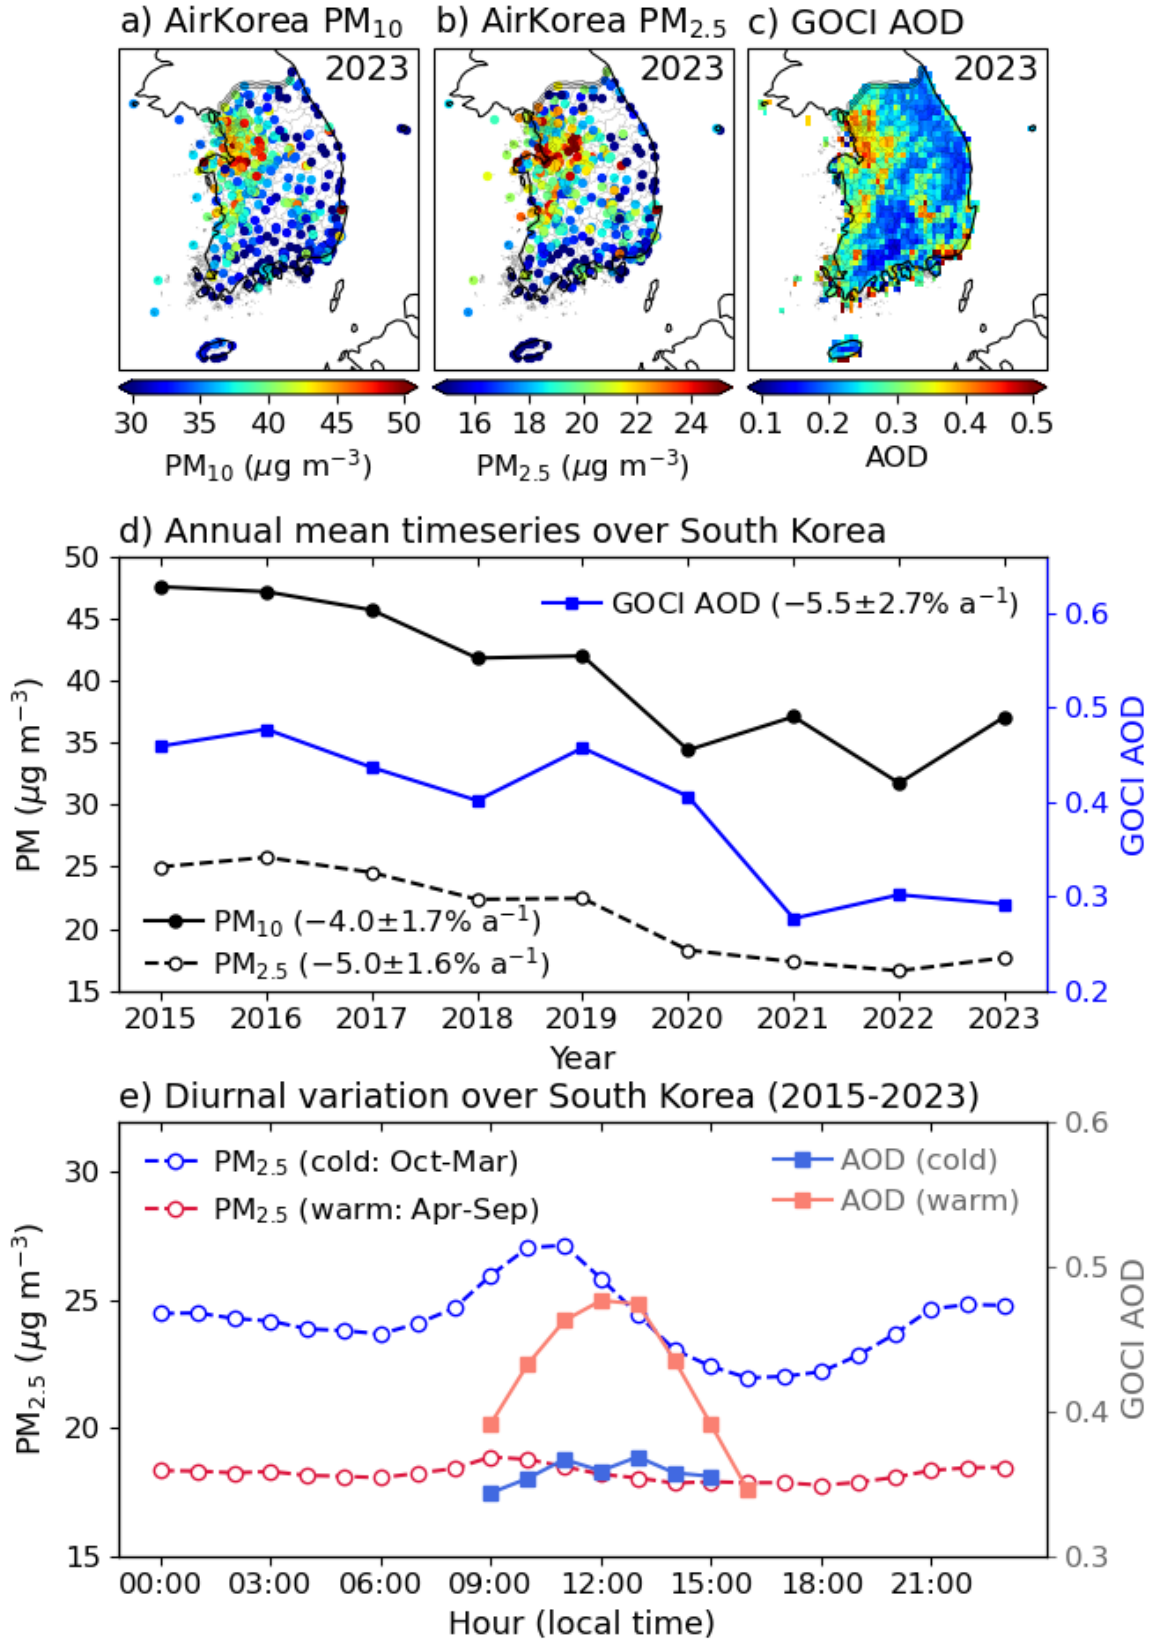 a) AirKorea PM₁₀
b) AirKorea PM₂.₅
c) GOCI AOD
2023
2023
2023
30 35 40 45 50
PM₁₀ (μg m⁻³)
16 18 20 22 24
PM₂.₅ (μg m⁻³)
0.1 0.2 0.3 0.4 0.5
AOD
d) Annual mean timeseries over South Korea
50
45
40
35
30
25
20
15
PM (μg m⁻³)
GOCI AOD (−5.5±2.7% a⁻¹)
PM₁₀ (−4.0±1.7% a⁻¹)
PM₂.₅ (−5.0±1.6% a⁻¹)
0.6
0.5
0.4
0.3
0.2
GOCI AOD
2015 2016 2017 2018 2019 2020 2021 2022 2023
Year
e) Diurnal variation over South Korea (2015-2023)
30
25
20
15
PM₂.₅ (μg m⁻³)
PM₂.₅ (cold: Oct-Mar)
PM₂.₅ (warm: Apr-Sep)
AOD (cold)
AOD (warm)
0.6
0.5
0.4
0.3
GOCI AOD
00:00 03:00 06:00 09:00 12:00 15:00 18:00 21:00
Hour (local time)